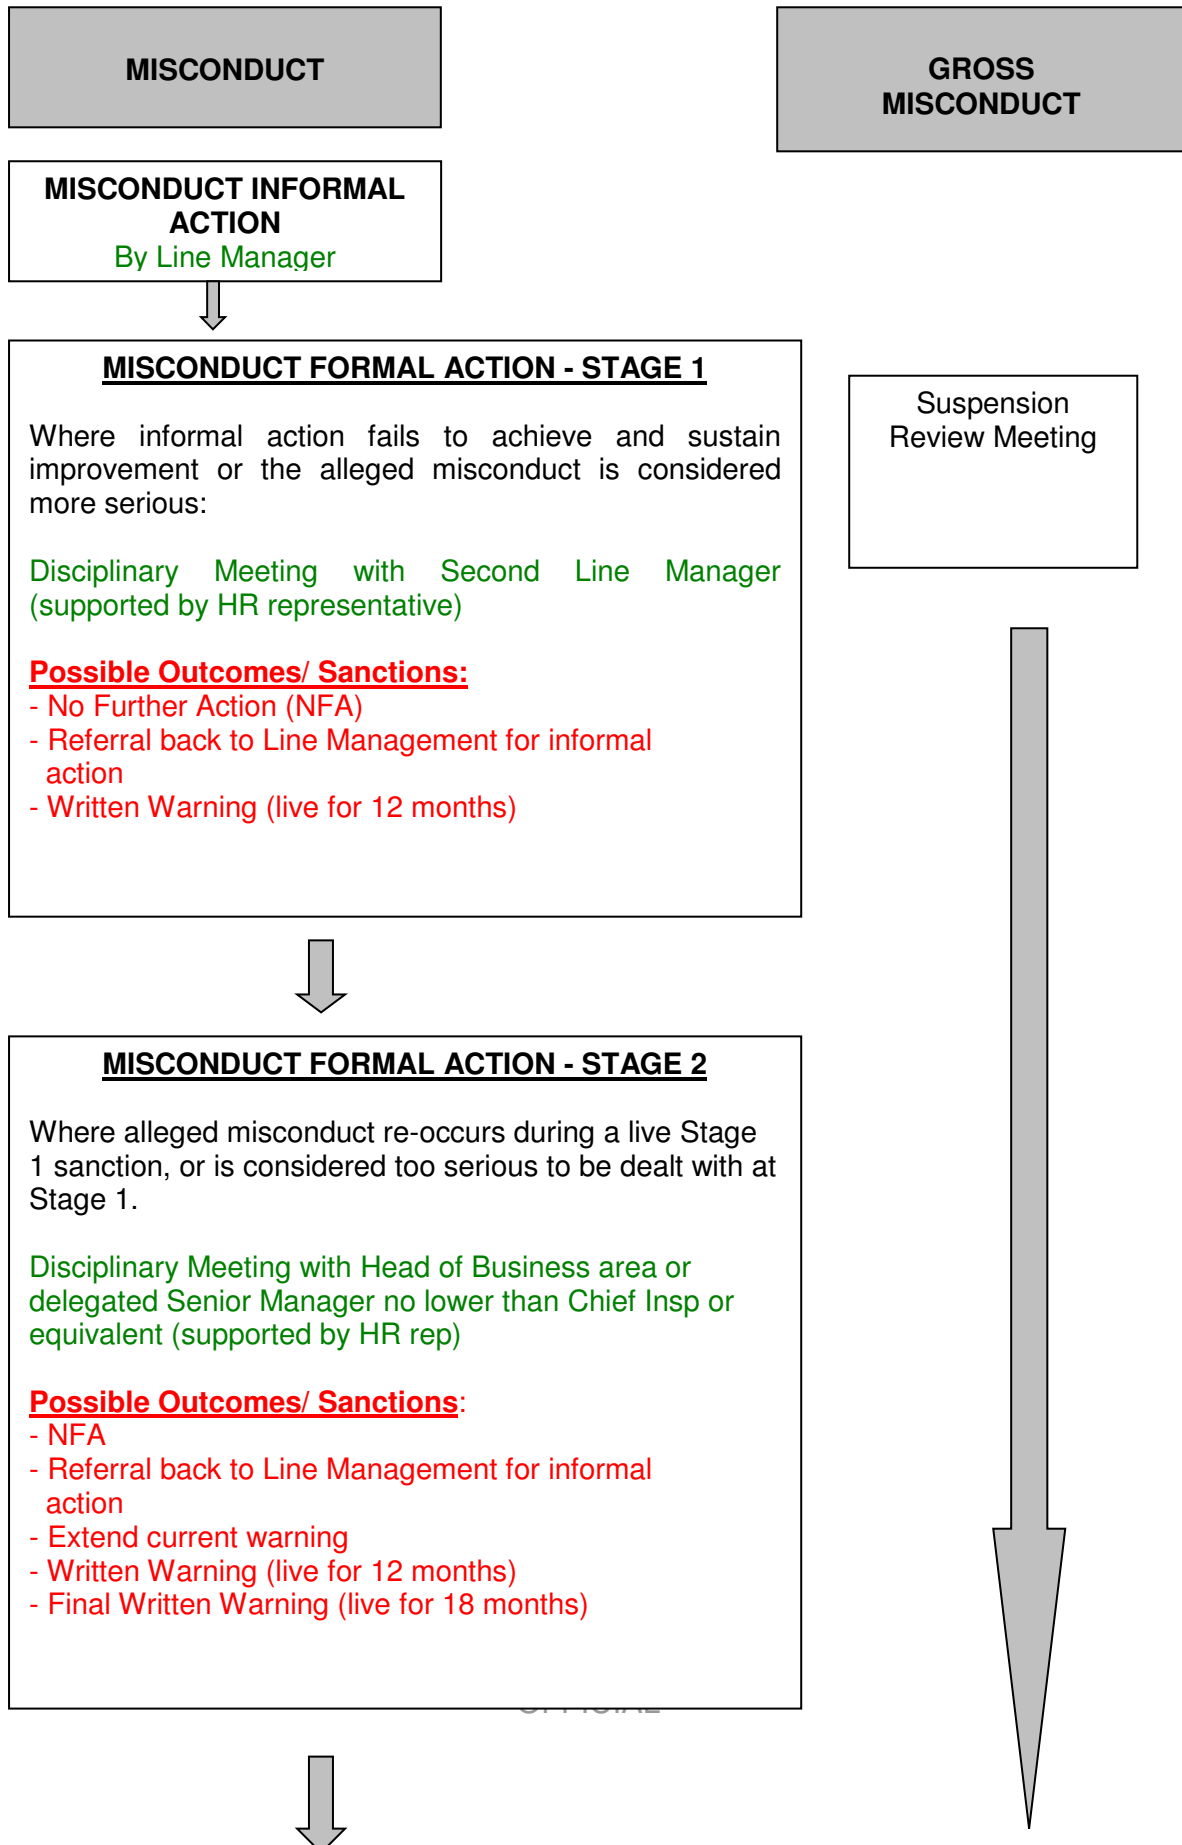 MISCONDUCT
GROSS
MISCONDUCT
MISCONDUCT INFORMAL
ACTION
By Line Manager
MISCONDUCT FORMAL ACTION - STAGE 1
Where informal action fails to achieve and sustain
improvement or the alleged misconduct is considered
more serious:
Disciplinary Meeting with Second Line Manager
(supported by HR representative)
Possible Outcomes/ Sanctions:
- No Further Action (NFA)
- Referral back to Line Management for informal
action
- Written Warning (live for 12 months)
Suspension
Review Meeting
MISCONDUCT FORMAL ACTION - STAGE 2
Where alleged misconduct re-occurs during a live Stage
1 sanction, or is considered too serious to be dealt with at
Stage 1.
Disciplinary Meeting with Head of Business area or
delegated Senior Manager no lower than Chief Insp or
equivalent (supported by HR rep)
Possible Outcomes/ Sanctions:
- NFA
- Referral back to Line Management for informal
action
- Extend current warning
- Written Warning (live for 12 months)
- Final Written Warning (live for 18 months)
OFFICIAL